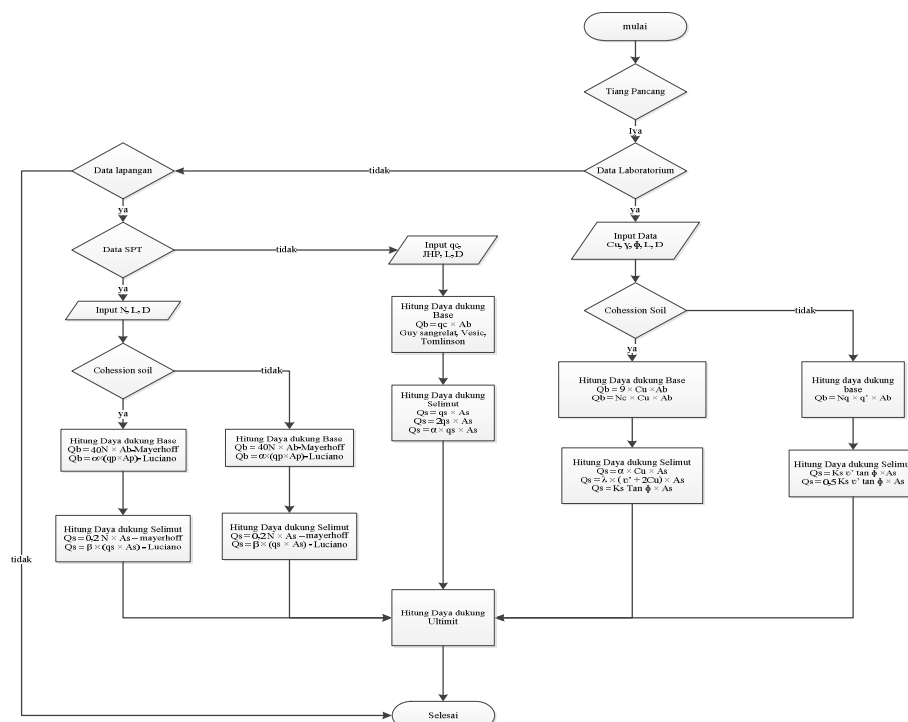 mulai
Tiang Pancang
Iya
Data Laboratorium
tidak
Data lapangan
ya
ya
Data SPT
tidak
Input qc,
JHP, L, D
Input Data
Cu, γ, ϕ, L, D
ya
Input N, L, D
Hitung Daya dukung
Base
Qb = qc × Ab
Guy sangrelat, Vesic,
Tomlinson
Cohession Soil
tidak
ya
Cohession soil
tidak
ya
Hitung Daya dukung Base
Qb = 9 × Cu ×Ab
Qb = Nc × Cu × Ab
Hitung daya dukung
base
Qb= Nq × q' × Ab
Hitung Daya dukung
Selimut
Qs= qs × As
Qs= 2qs × As
Qs= α × qs × As
Hitung Daya dukung Base
Qb = 40N × Ab-Mayerhoff
Qb= α×(qp×Ap)- Luciano
Hitung Daya dukung Base
Qb = 40N × Ab-Mayerhoff
Qb= α×(qp×Ap)- Luciano
Hitung Daya dukung Selimut
Qs= α × Cu × As
Qs= λ × ( υ' + 2Cu) × As
Qs= Ks Tan ϕ × As
Hitung Daya dukung Selimut
Qs= Ks υ' tan ϕ ×As
Qs= 0,5 Ks υ' tan ϕ × As
Hitung Daya dukung Selimut
Qs= 0,2 N × As – mayerhoff
Qs= β × (qs × As) - Luciano
Hitung Daya dukung Selimut
Qs= 0,2 N × As – mayerhoff
Qs= β × (qs × As) - Luciano
tidak
Hitung Daya dukung
Ultimit
Selesai